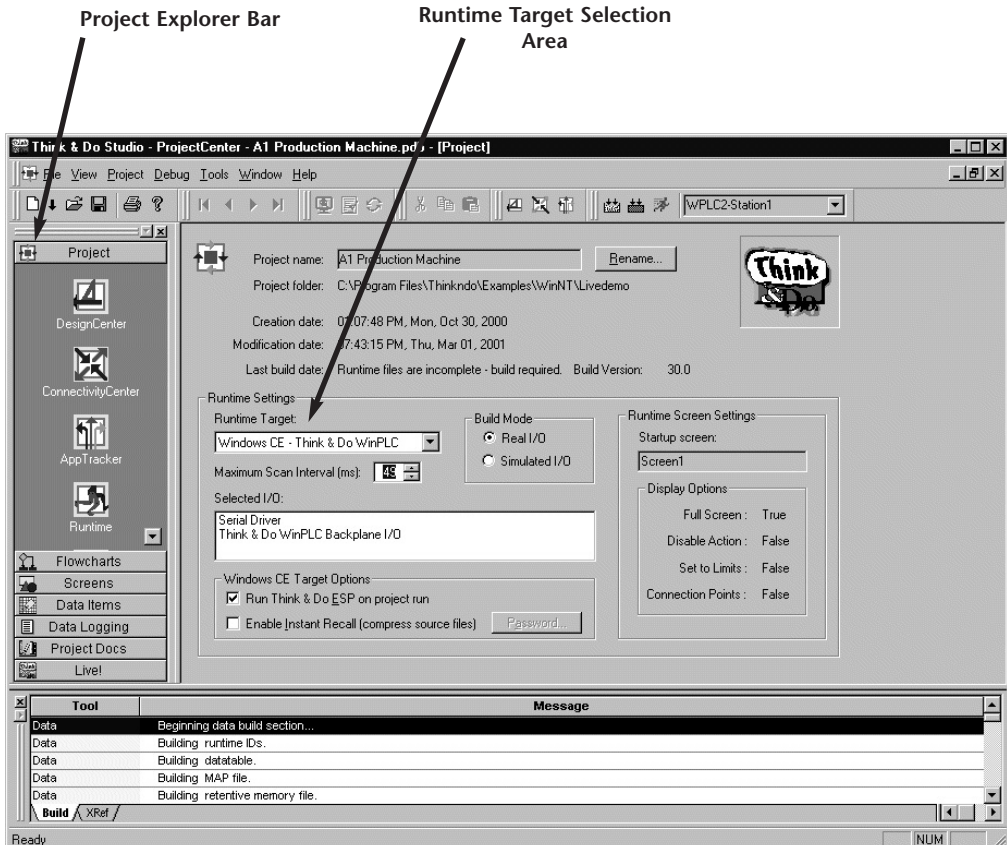 Project Explorer Bar
Runtime Target Selection
Area
Think & Do Studio - ProjectCenter - A1 Production Machine.pdo - [Project]
File View Project Debug Tools Window Help
WPLC2-Station1
Project
DesignCenter
ConnectivityCenter
AppTracker
Runtime
Flowcharts
Screens
Data Items
Data Logging
Project Docs
Live!
Project name: A1 Production Machine Rename...
Project folder: C:\Program Files\Thinkndo\Examples\WinNT\Livedemo
Creation date: :07:48 PM, Mon, Oct 30, 2000
Modification date: 07:43:15 PM, Thu, Mar 01, 2001
Last build date: Runtime files are incomplete - build required. Build Version: 30.0
Think
& Do
Runtime Settings
Runtime Target:
Windows CE - Think & Do WinPLC
Maximum Scan Interval (ms): 49
Selected I/O:
Serial Driver
Think & Do WinPLC Backplane I/O
Build Mode
Real I/O
Simulated I/O
Windows CE Target Options
Run Think & Do ESP on project run
Enable Instant Recall (compress source files) Password...
Runtime Screen Settings
Startup screen:
Screen1
Display Options
Full Screen : True
Disable Action : False
Set to Limits : False
Connection Points : False
Tool Message
Data Beginning data build section...
Data Building runtime IDs.
Data Building datatable.
Data Building MAP file.
Data Building retentive memory file.
Build XRef
Ready NUM